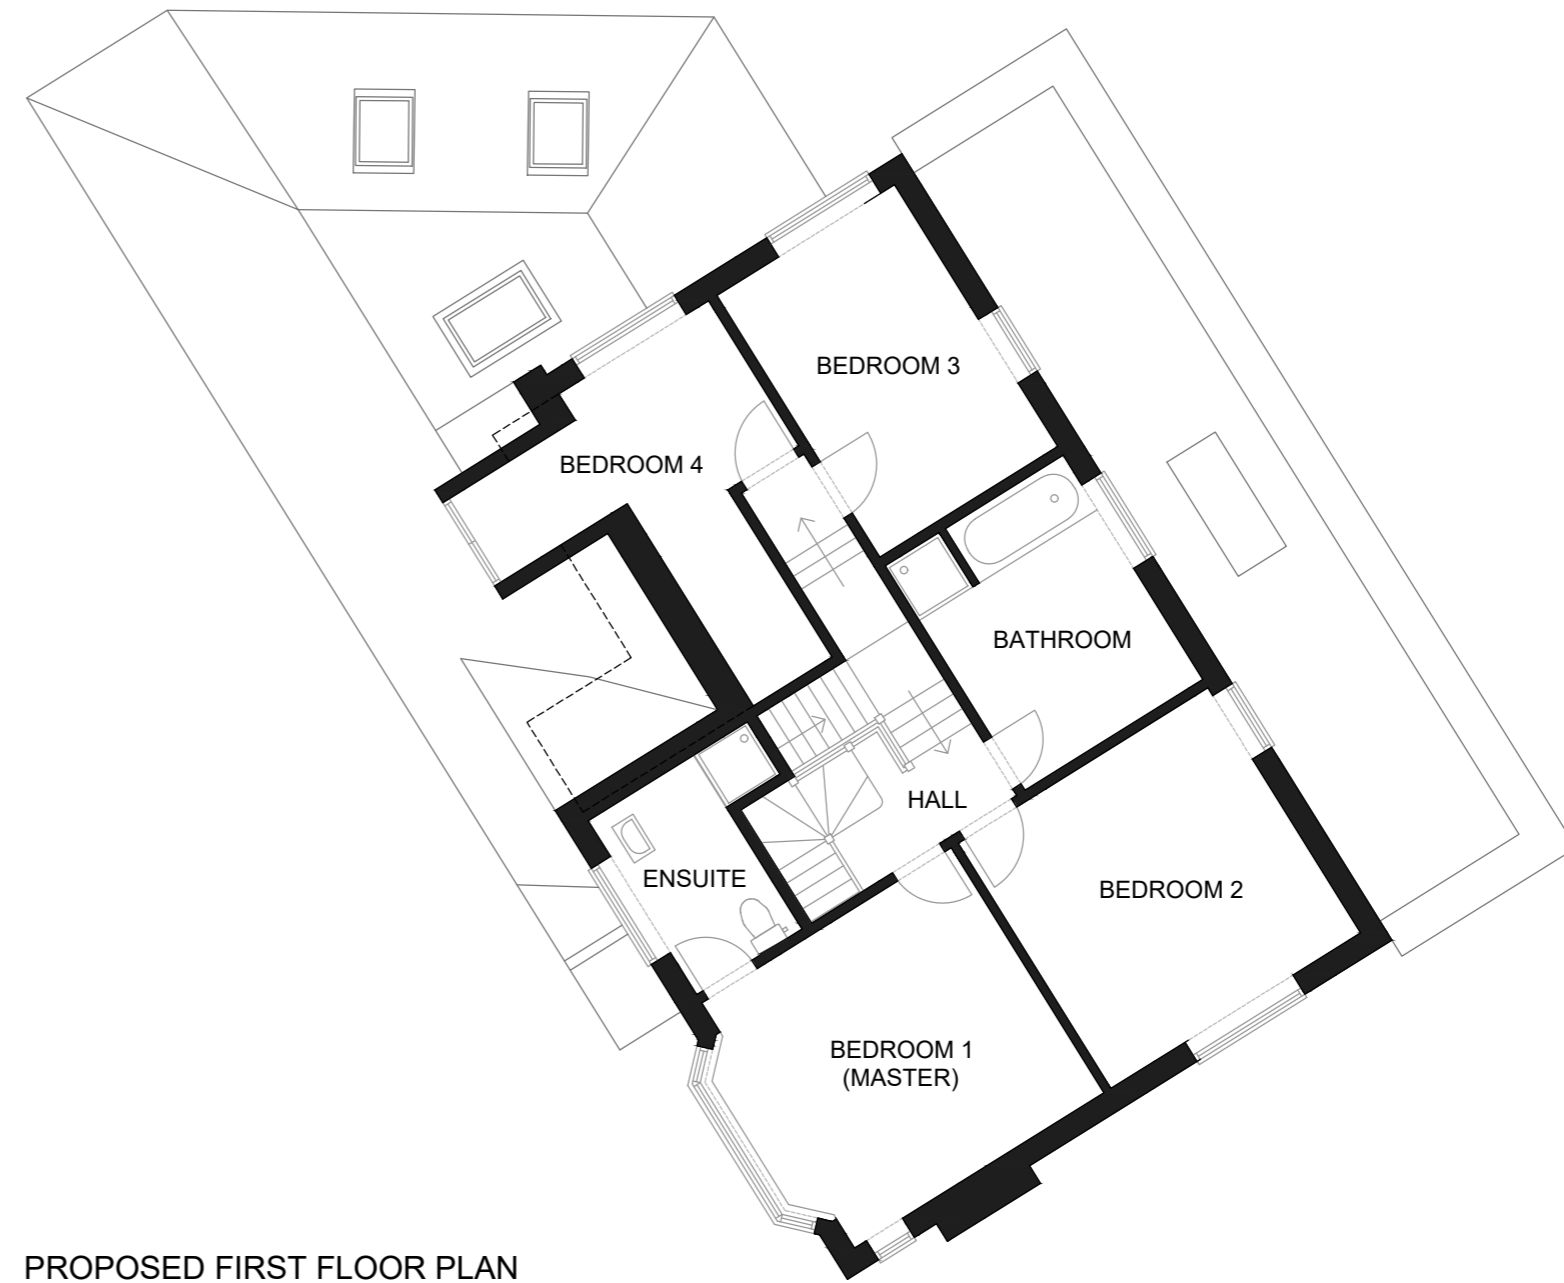 BEDROOM 3
BEDROOM 4
BATHROOM
HALL
ENSUITE
BEDROOM 2
BEDROOM 1
(MASTER)
PROPOSED FIRST FLOOR PLAN